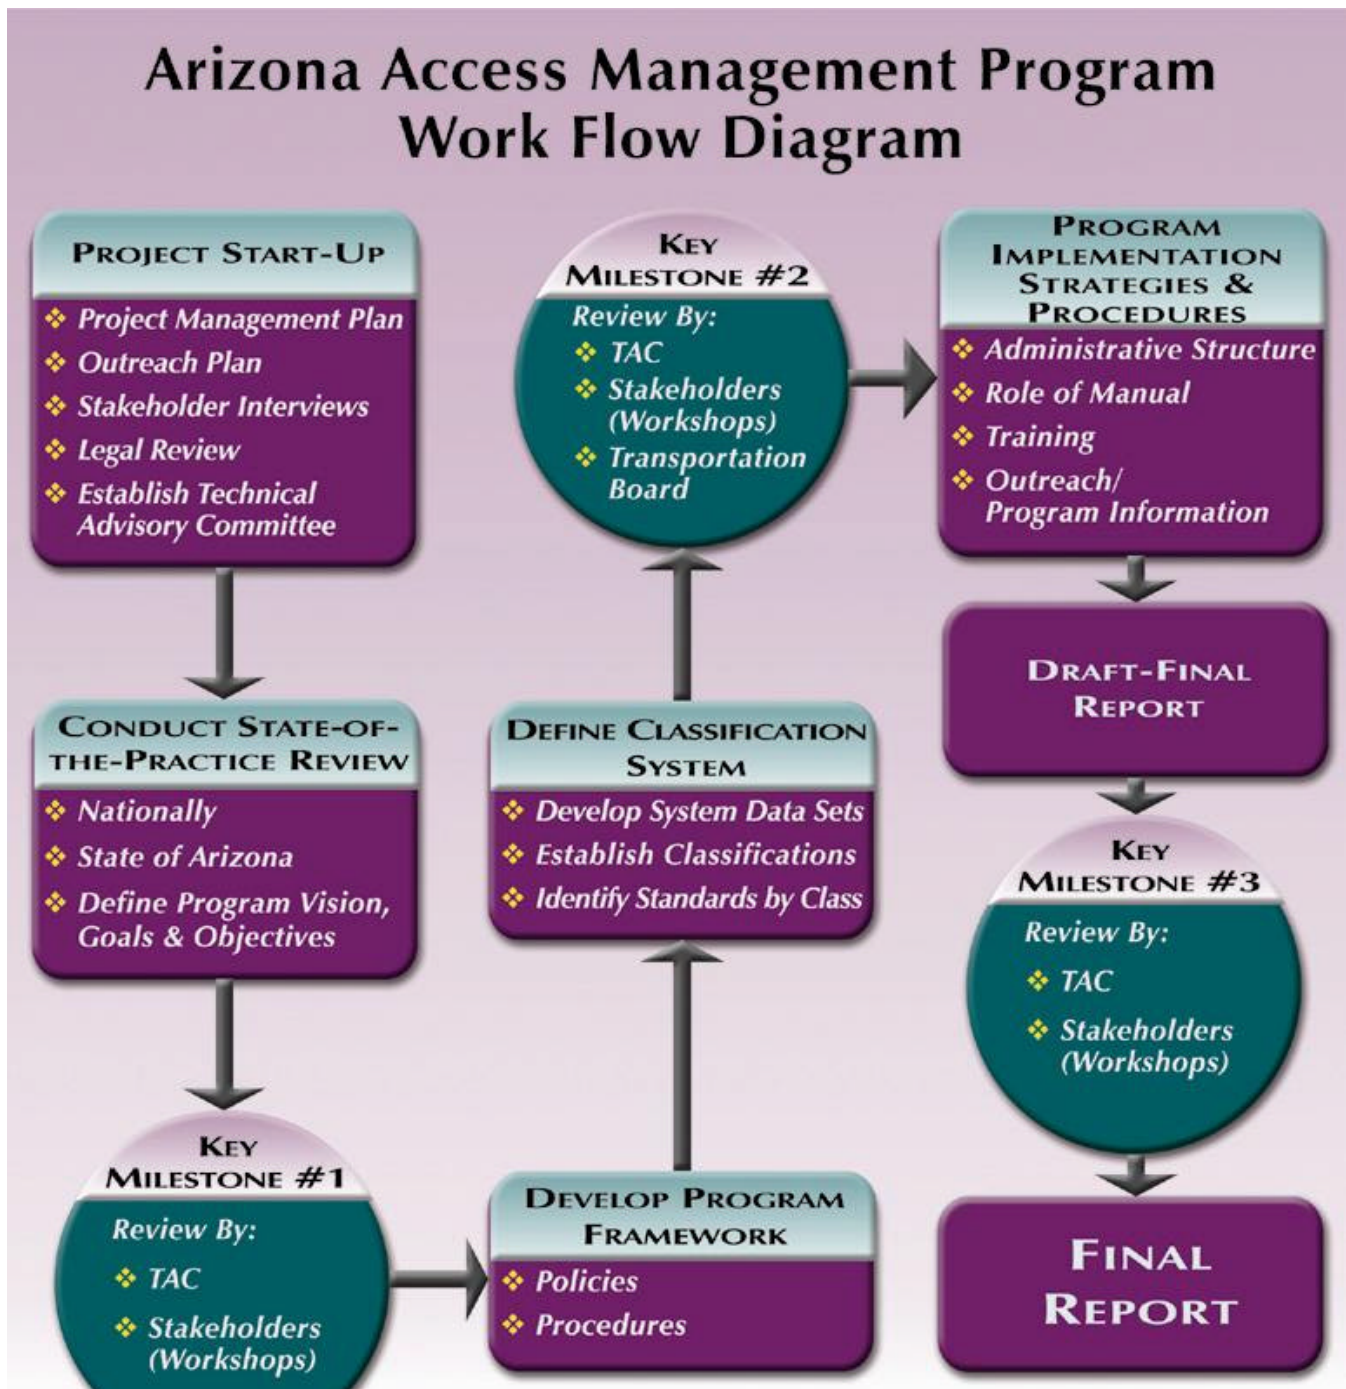 Arizona Access Management Program
Work Flow Diagram
PROJECT START-UP
❖ Project Management Plan
❖ Outreach Plan
❖ Stakeholder Interviews
❖ Legal Review
❖ Establish Technical
Advisory Committee
CONDUCT STATE-OF-
THE-PRACTICE REVIEW
❖ Nationally
❖ State of Arizona
❖ Define Program Vision,
Goals & Objectives
KEY
MILESTONE #1
Review By:
❖ TAC
❖ Stakeholders
(Workshops)
DEVELOP PROGRAM
FRAMEWORK
❖ Policies
❖ Procedures
DEFINE CLASSIFICATION
SYSTEM
❖ Develop System Data Sets
❖ Establish Classifications
❖ Identify Standards by Class
KEY
MILESTONE #2
Review By:
❖ TAC
❖ Stakeholders
(Workshops)
❖ Transportation
Board
PROGRAM
IMPLEMENTATION
STRATEGIES &
PROCEDURES
❖ Administrative Structure
❖ Role of Manual
❖ Training
❖ Outreach/
Program Information
DRAFT-FINAL
REPORT
KEY
MILESTONE #3
Review By:
❖ TAC
❖ Stakeholders
(Workshops)
FINAL
REPORT